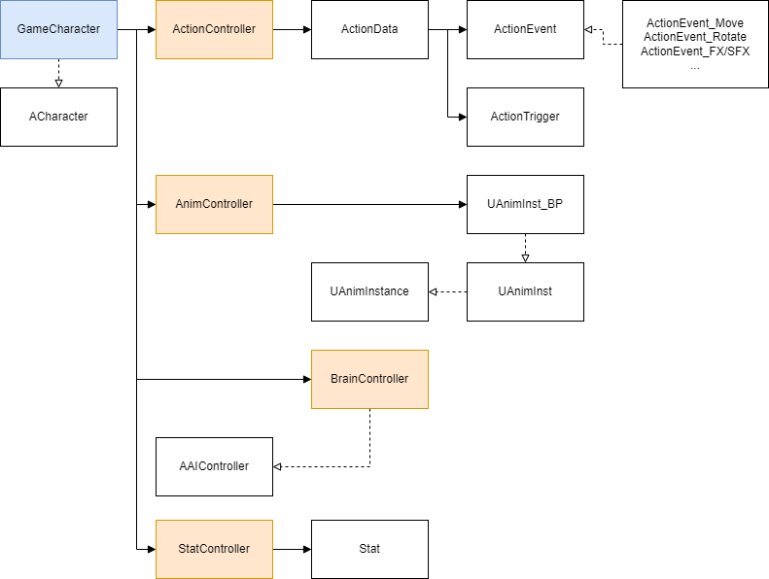 GameCharacter
ActionController
ActionData
ActionEvent
ActionEvent_Move
ActionEvent_Rotate
ActionEvent_FX/SFX
...
ACharacter
ActionTrigger
AnimController
UAnimInst_BP
UAnimInstance
UAnimInst
BrainController
AAIController
StatController
Stat